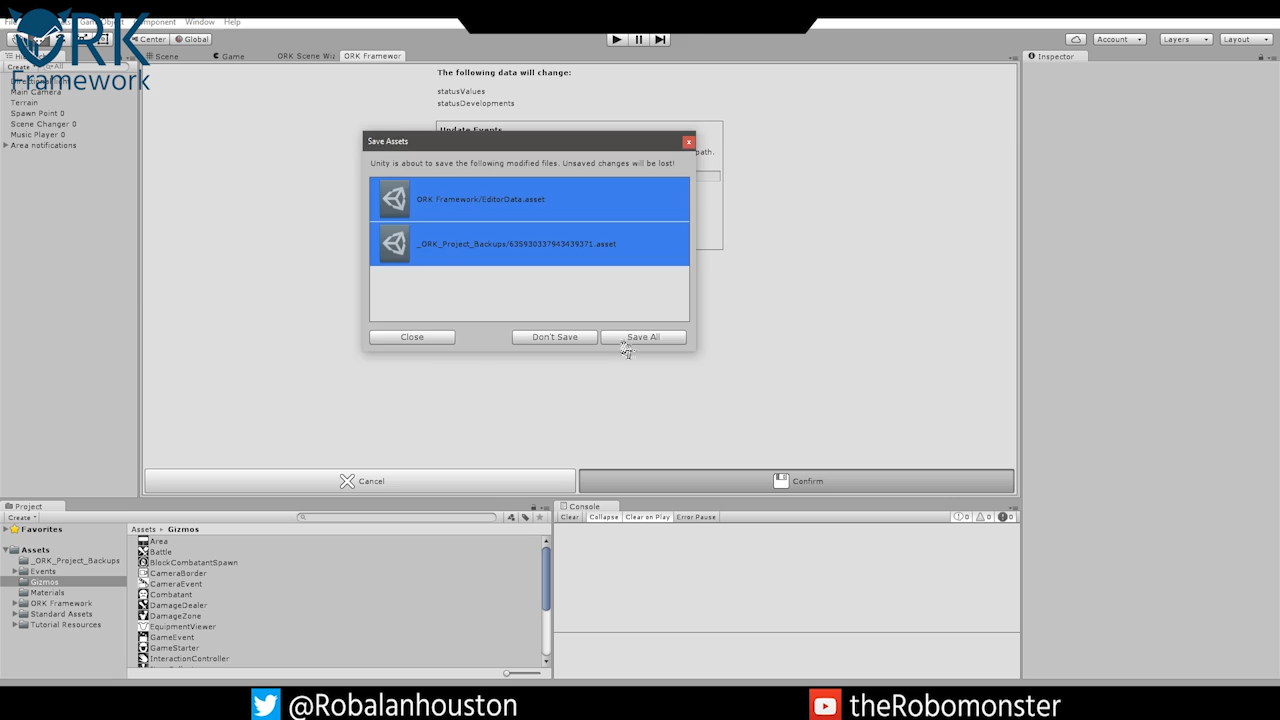 ORK
Framework
Component
Window
Help
Center
Global
Account
Layers
Layout
Create
All
Scene
Game
ORK Scene Wiz
ORK Framewor
Inspector
Main Camera
Terrain
Spawn Point 0
Scene Changer 0
Music Player 0
Area notifications
The following data will change:
statusValues
statusDevelopments
Update Events
path.
Save Assets
x
Unity is about to save the following modified files. Unsaved changes will be lost!
ORK Framework/EditorData.asset
_ORK_Project_Backups/635930337943439371.asset
Close
Don't Save
Save All
Cancel
Confirm
Project
Create
Favorites
Assets
_ORK_Project_Backups
Events
Gizmos
Materials
ORK Framework
Standard Assets
Tutorial Resources
Assets ▸ Gizmos
Area
Battle
BlockCombatantSpawn
CameraBorder
CameraEvent
Combatant
DamageDealer
DamageZone
EquipmentViewer
GameEvent
GameStarter
InteractionController
Console
Clear
Collapse
Clear on Play
Error Pause
0
0
0
@Robalanhouston
theRobomonster